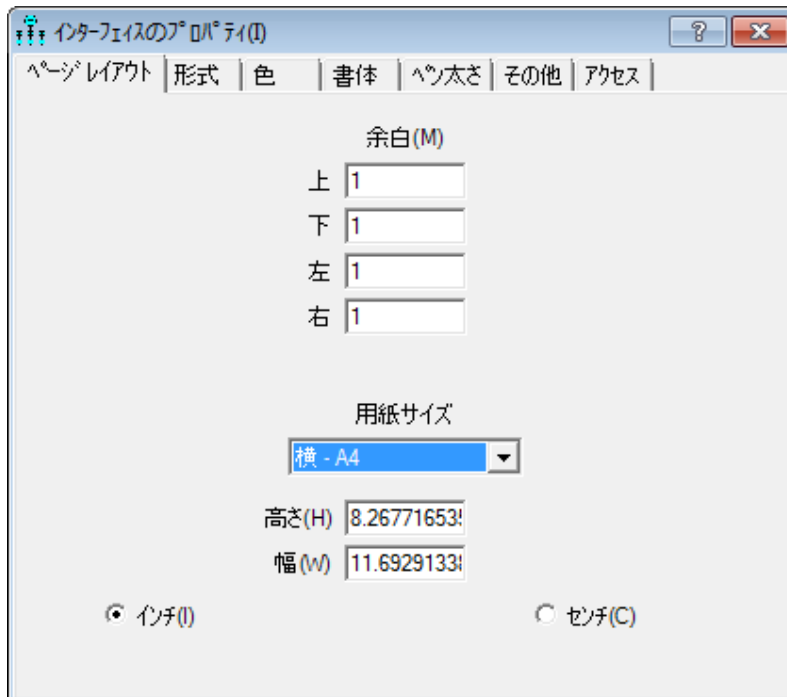 インターフェイスのプロパティ(I)
ページレイアウト 形式 色 書体 ペン太さ その他 アクセス
余白(M)
上 1
下 1
左 1
右 1
用紙サイズ
横 - A4
高さ(H) 8.267716535
幅(W) 11.69291338
インチ(I) センチ(C)